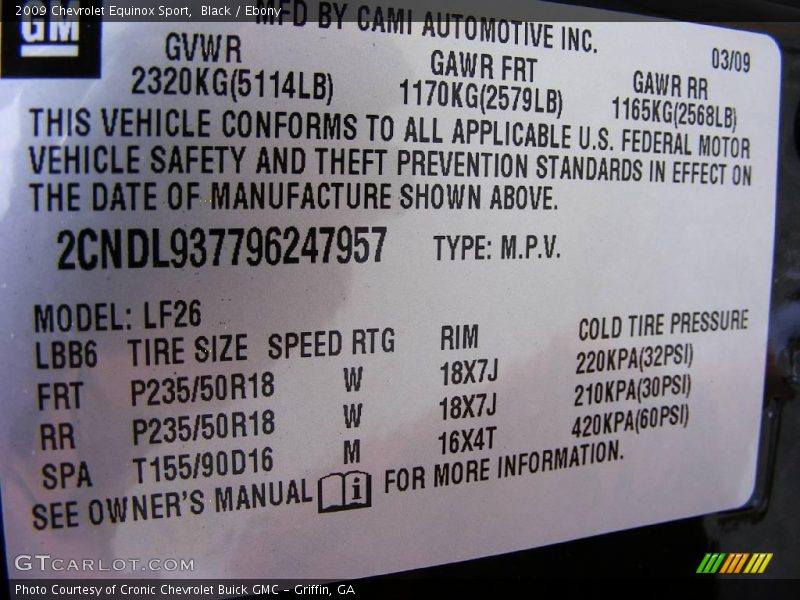 2009 Chevrolet Equinox Sport,  Black / Ebony
GM
MFD BY CAMI AUTOMOTIVE INC.
03/09
GVWR GAWR FRT GAWR RR
2320KG(5114LB) 1170KG(2579LB) 1165KG(2568LB)
THIS VEHICLE CONFORMS TO ALL APPLICABLE U.S. FEDERAL MOTOR
VEHICLE SAFETY AND THEFT PREVENTION STANDARDS IN EFFECT ON
THE DATE OF MANUFACTURE SHOWN ABOVE.
2CNDL937796247957 TYPE: M.P.V.
MODEL: LF26
LBB6 TIRE SIZE SPEED RTG RIM COLD TIRE PRESSURE
FRT P235/50R18 W 18X7J 220KPA(32PSI)
RR P235/50R18 W 18X7J 210KPA(30PSI)
SPA T155/90D16 M 16X4T 420KPA(60PSI)
SEE OWNER'S MANUAL i FOR MORE INFORMATION.
GTCARLOT.COM
Photo Courtesy of Cronic Chevrolet Buick GMC – Griffin, GA